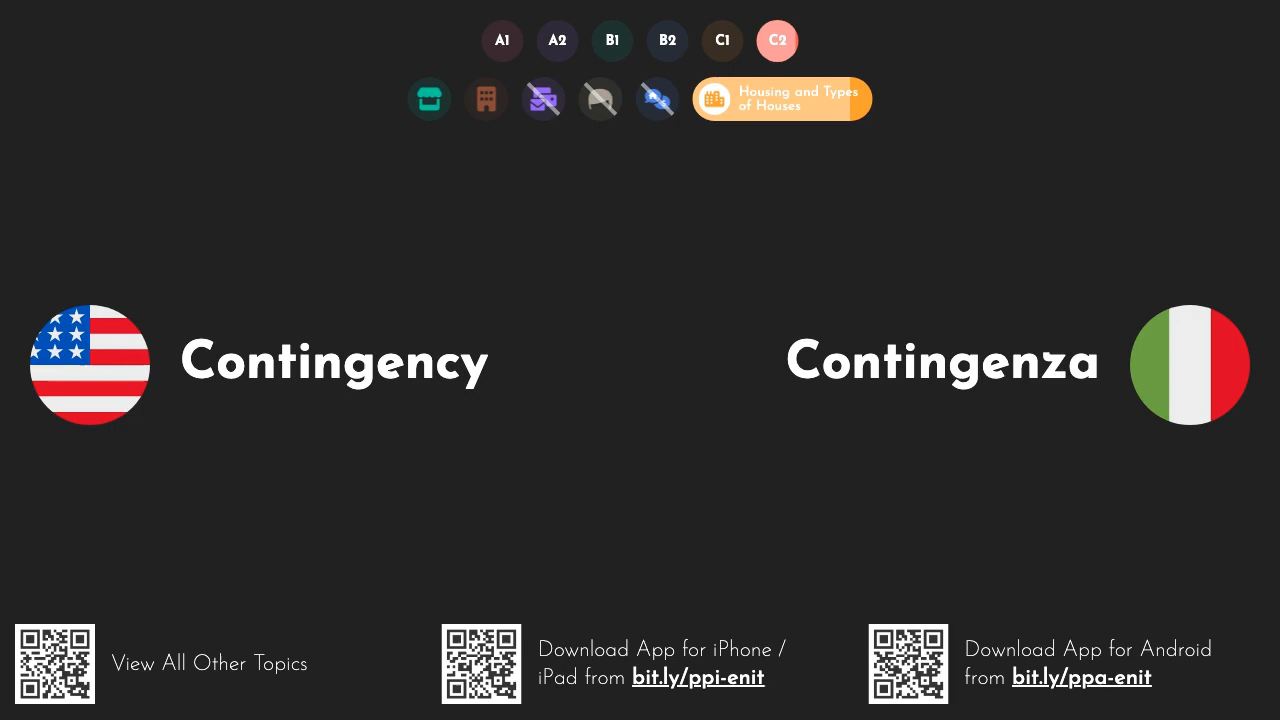 A1 A2 B1 B2 C1 C2
Housing and Types
of Houses
Contingency
Contingenza
View All Other Topics
Download App for iPhone /
iPad from bit.ly/ppi-enit
Download App for Android
from bit.ly/ppa-enit